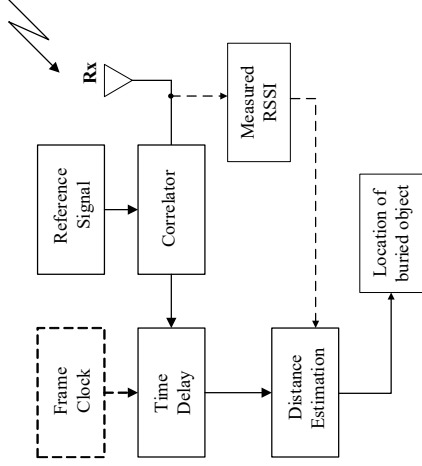 Rx
Reference
Signal
Correlator
Measured
RSSI
Frame
Clock
Time
Delay
Distance
Estimation
Location of
buried object